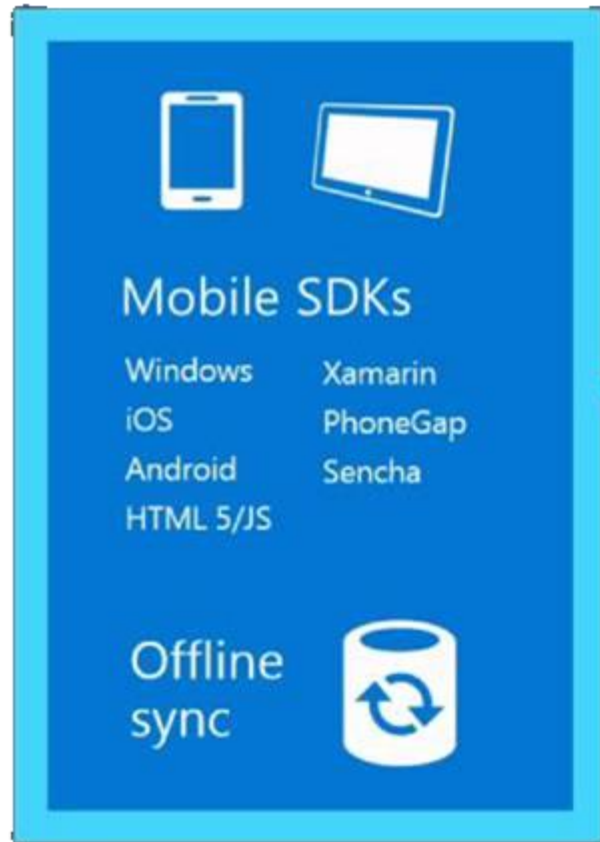 Mobile SDKs
Windows
iOS
Android
HTML 5/JS
Xamarin
PhoneGap
Sencha
Offline
sync